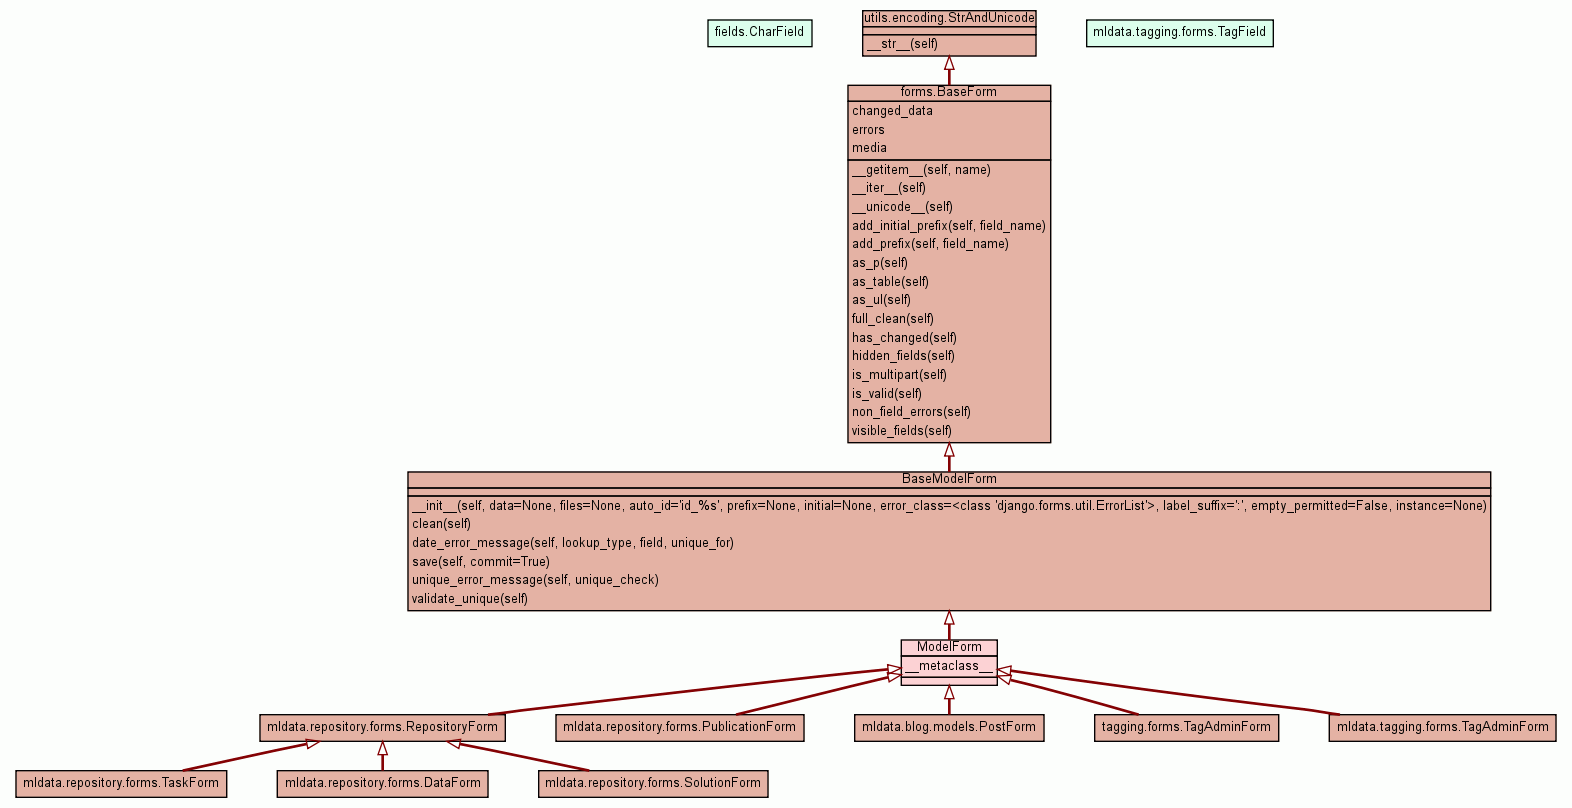 fields.CharField
utils.encoding.StrAndUnicode
__str__(self)
mldata.tagging.forms.TagField
forms.BaseForm
changed_data
errors
media
__getitem__(self, name)
__iter__(self)
__unicode__(self)
add_initial_prefix(self, field_name)
add_prefix(self, field_name)
as_p(self)
as_table(self)
as_ul(self)
full_clean(self)
has_changed(self)
hidden_fields(self)
is_multipart(self)
is_valid(self)
non_field_errors(self)
visible_fields(self)
BaseModelForm
__init__(self, data=None, files=None, auto_id='id_%s', prefix=None, initial=None, error_class=<class 'django.forms.util.ErrorList'>, label_suffix=':', empty_permitted=False, instance=None)
clean(self)
date_error_message(self, lookup_type, field, unique_for)
save(self, commit=True)
unique_error_message(self, unique_check)
validate_unique(self)
ModelForm
__metaclass__
mldata.repository.forms.RepositoryForm
mldata.repository.forms.PublicationForm
mldata.blog.models.PostForm
tagging.forms.TagAdminForm
mldata.tagging.forms.TagAdminForm
mldata.repository.forms.TaskForm
mldata.repository.forms.DataForm
mldata.repository.forms.SolutionForm